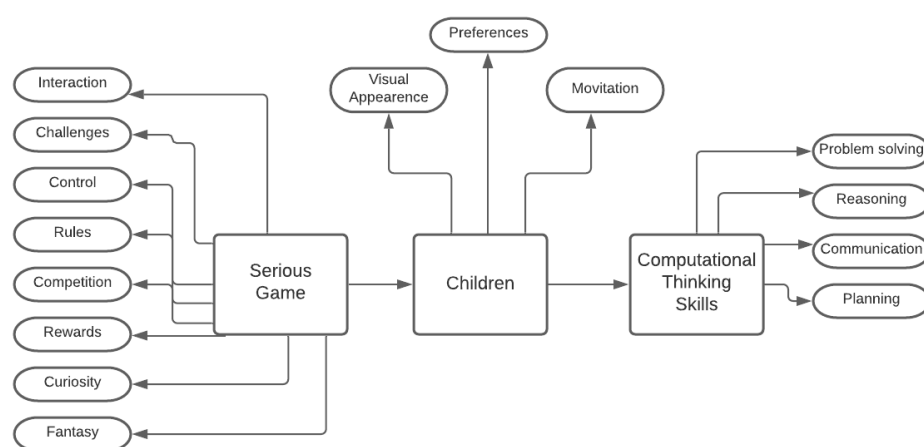 Preferences
Visual
Appearence
Movitation
Interaction
Challenges
Control
Rules
Competition
Rewards
Curiosity
Fantasy
Serious
Game
Children
Computational
Thinking
Skills
Problem solving
Reasoning
Communication
Planning